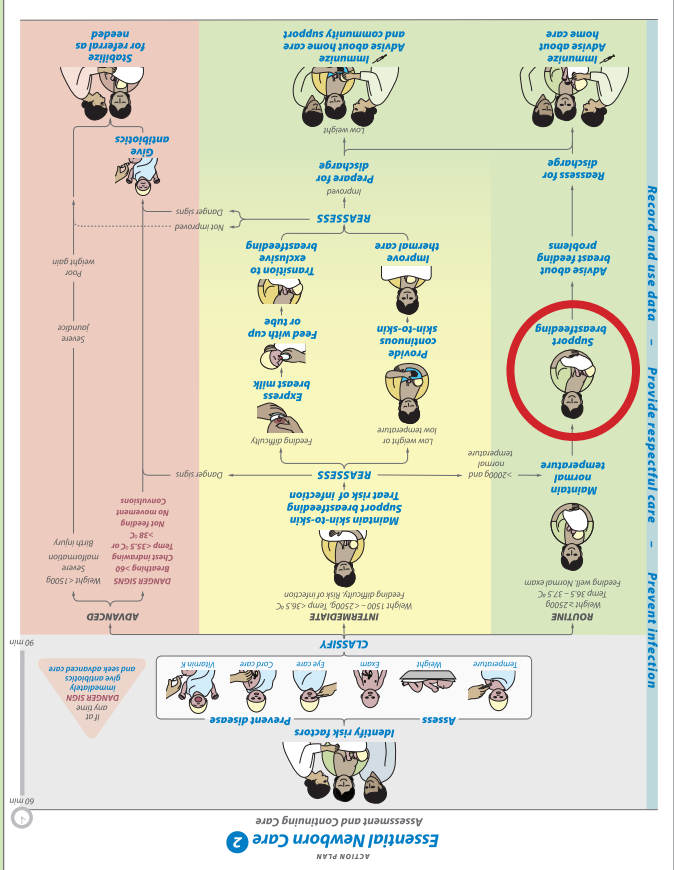 ACTION PLAN
Essential Newborn Care 2
Assessment and Continuing Care
60 min
Identify risk factors
Assess
Prevent disease
Temperature
Weight
Exam
Eye care
Cord care
Vitamin K
If at
any time
DANGER SIGN
immediately
give antibiotics
and seek advanced care
90 min
CLASSIFY
ROUTINE
Weight ≥2500g
Temp 36.5 – 37.5 ºC
Feeding well. Normal exam
Maintain
normal
temperature
Support
breastfeeding
Advise about
breast feeding
problems
Reassess for
discharge
Immunize
Advise about
home care
INTERMEDIATE
Weight 1500 – <2500g, Temp <36.5ºC
Feeding difficulty. Risk of infection
Maintain skin-to-skin
Support breastfeeding
Treat risk of infection
REASSESS
>2000g and
normal
temperature
Danger signs
Low weight or
low temperature
Provide
continuous
skin-to-skin
Improve
thermal care
Feeding difficulty
Express
breast milk
Feed with cup
or tube
Transition to
exclusive
breastfeeding
REASSESS
Not improved
Danger signs
Improved
Prepare for
discharge
Low weight
Immunize
Advise about home care
and community support
ADVANCED
DANGER SIGNS
Breathing >60
Chest indrawing
Temp <35.5 ºC or
>38ºC
Not feeding
No movement
Convulsions
Weight <1500g
Severe
malformation
Birth injury
Severe
jaundice
Poor
weight gain
Give
antibiotics
Stabilize
for referral as
needed
Prevent infection – Provide respectful care – Record and use data